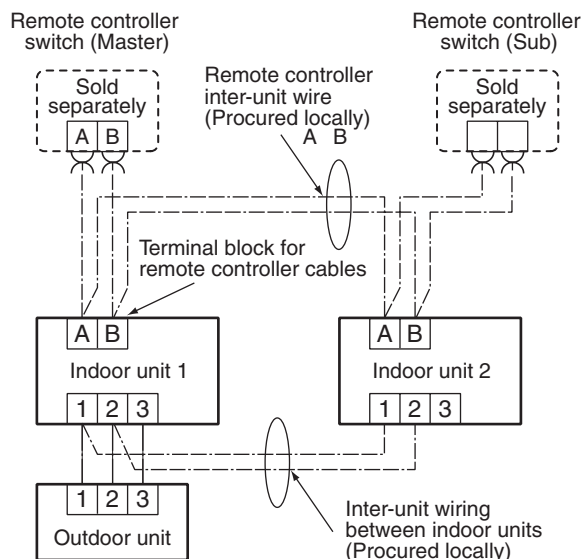 Remote controller
switch (Master)
Remote controller
switch (Sub)
Sold
separately
A B
Remote controller
inter-unit wire
(Procured locally)
A B
Sold
separately
Terminal block for
remote controller cables
A B
Indoor unit 1
1 2 3
A B
Indoor unit 2
1 2 3
1 2 3
Outdoor unit
Inter-unit wiring
between indoor units
(Procured locally)